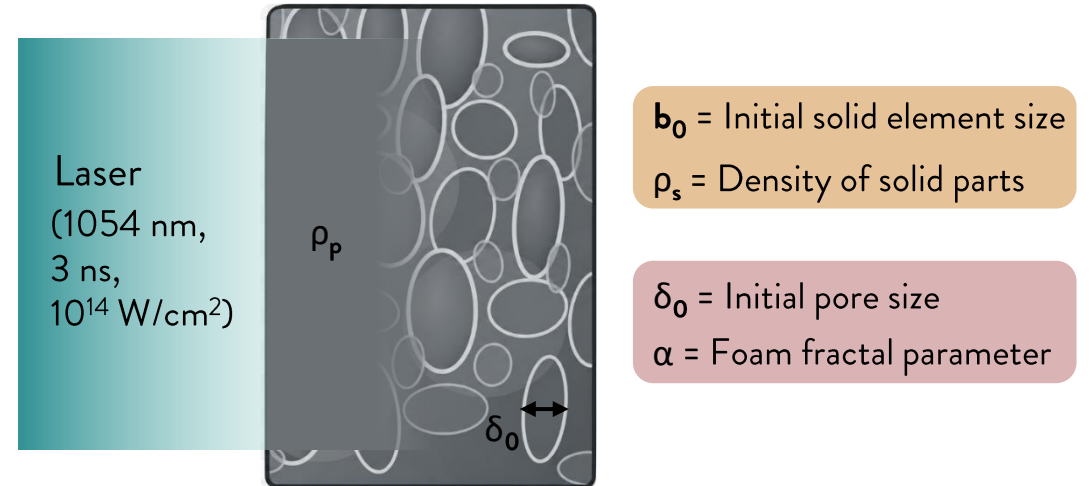 Laser
(1054 nm,
3 ns,
10¹⁴ W/cm²)
ρₚ
δ₀
b₀ = Initial solid element size
ρₛ = Density of solid parts
δ₀ = Initial pore size
α = Foam fractal parameter